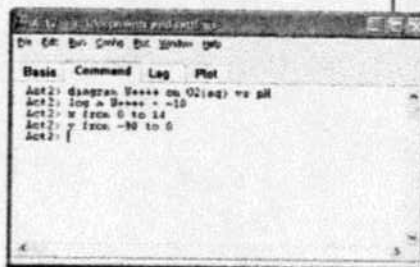 File Edit Run Config Plot Window Help
Basis Command Log Plot
Act2> diagram U++++ on O2(aq) vs pH
Act2> log a U++++ = -10
Act2> x from 0 to 14
Act2> y from -90 to 0
Act2>